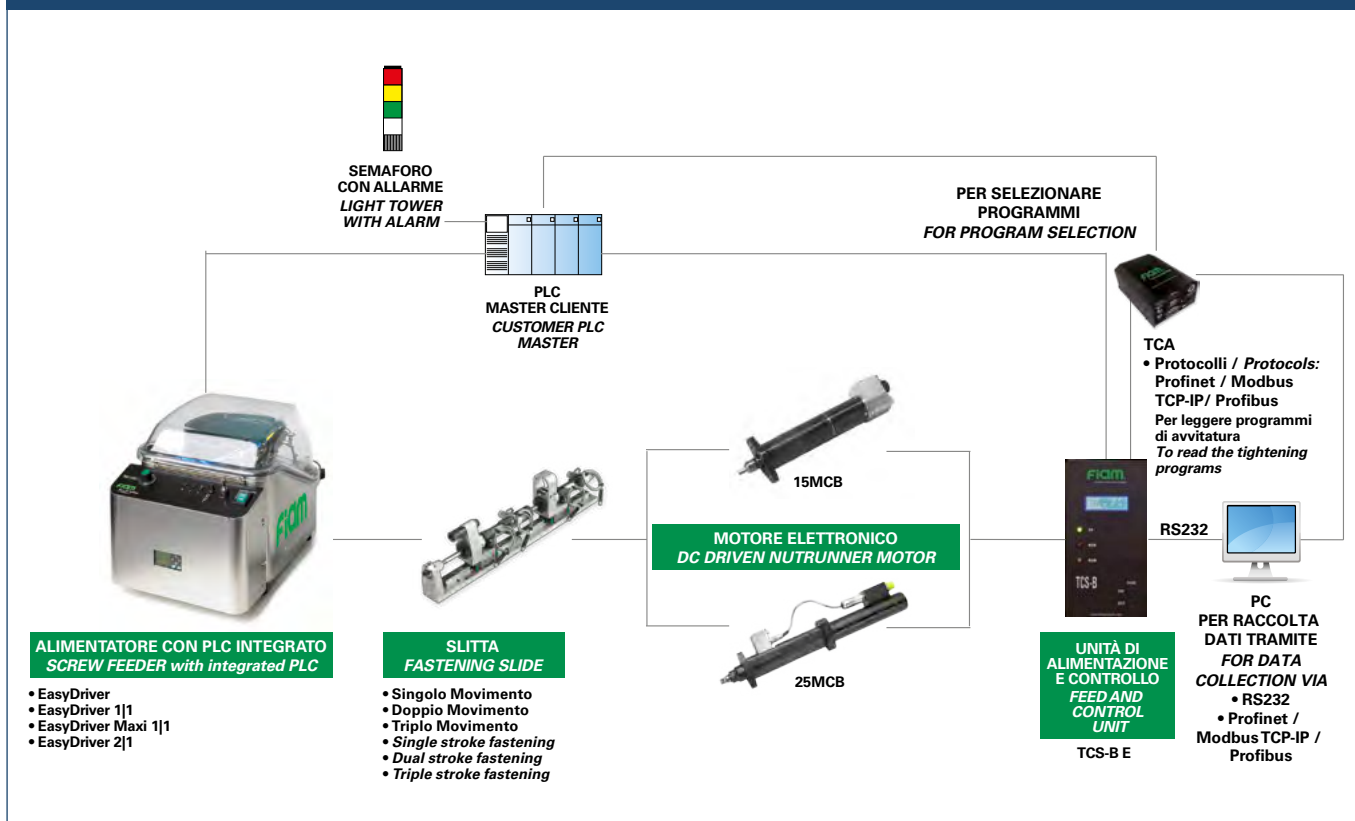 SEMAFORO
CON ALLARME
LIGHT TOWER
WITH ALARM
PLC
MASTER CLIENTE
CUSTOMER PLC
MASTER
PER SELEZIONARE
PROGRAMMI
FOR PROGRAM SELECTION
TCA
• Protocolli / Protocols:
Profinet / Modbus
TCP-IP/ Profibus
Per leggere programmi
di avvitatura
To read the tightening
programs
Fiam
Fiam
ALIMENTATORE CON PLC INTEGRATO
SCREW FEEDER with integrated PLC
• EasyDriver
• EasyDriver 1|1
• EasyDriver Maxi 1|1
• EasyDriver 2|1
SLITTA
FASTENING SLIDE
• Singolo Movimento
• Doppio Movimento
• Triplo Movimento
• Single stroke fastening
• Dual stroke fastening
• Triple stroke fastening
15MCB
MOTORE ELETTRONICO
DC DRIVEN NUTRUNNER MOTOR
25MCB
Fiam
TCS-B
UNITÀ DI
ALIMENTAZIONE
E CONTROLLO
FEED AND
CONTROL
UNIT
TCS-B E
RS232
PC
PER RACCOLTA
DATI TRAMITE
FOR DATA
COLLECTION VIA
• RS232
• Profinet /
Modbus TCP-IP /
Profibus